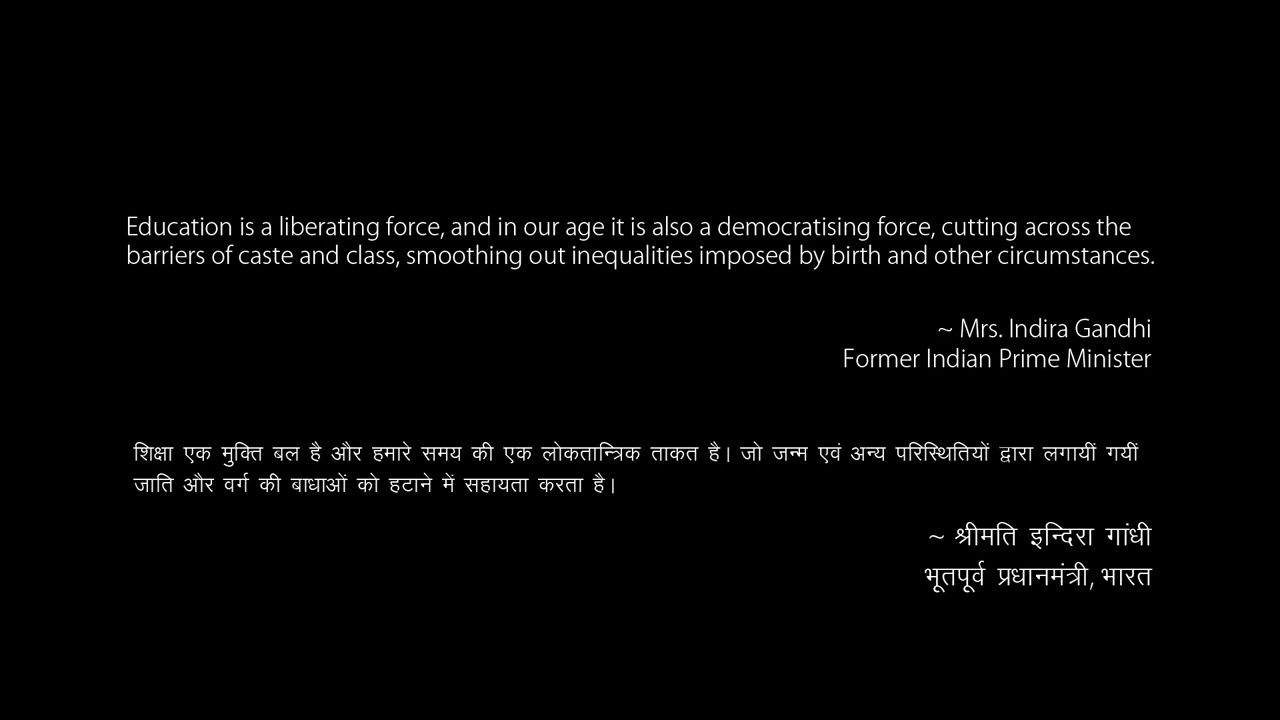 Education is a liberating force, and in our age it is also a democratising force, cutting across the
barriers of caste and class, smoothing out inequalities imposed by birth and other circumstances.
~ Mrs. Indira Gandhi
Former Indian Prime Minister
शिक्षा एक मुक्ति बल है और हमारे समय की एक लोकतान्त्रिक ताकत है। जो जन्म एवं अन्य परिस्थितियों द्वारा लगायीं गयीं
जाति और वर्ग की बाधाओं को हटाने में सहायता करता है।
~ श्रीमति इन्दिरा गांधी
भूतपूर्व प्रधानमंत्री, भारत